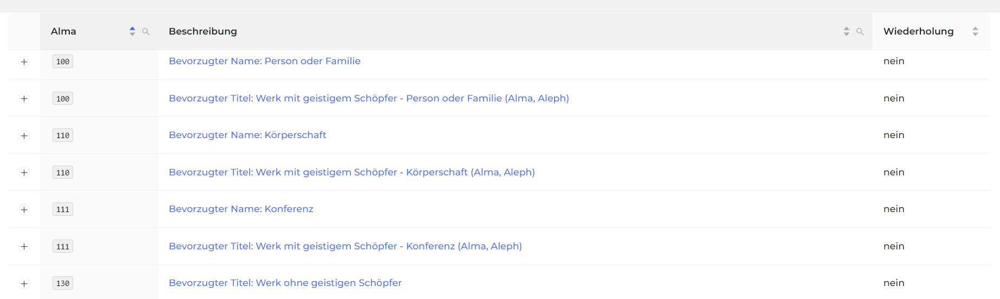 Alma Beschreibung Wiederholung
100 Bevorzugter Name: Person oder Familie nein
100 Bevorzugter Titel: Werk mit geistigem Schöpfer - Person oder Familie (Alma, Aleph) nein
110 Bevorzugter Name: Körperschaft nein
110 Bevorzugter Titel: Werk mit geistigem Schöpfer - Körperschaft (Alma, Aleph) nein
111 Bevorzugter Name: Konferenz nein
111 Bevorzugter Titel: Werk mit geistigem Schöpfer - Konferenz (Alma, Aleph) nein
130 Bevorzugter Titel: Werk ohne geistigen Schöpfer nein